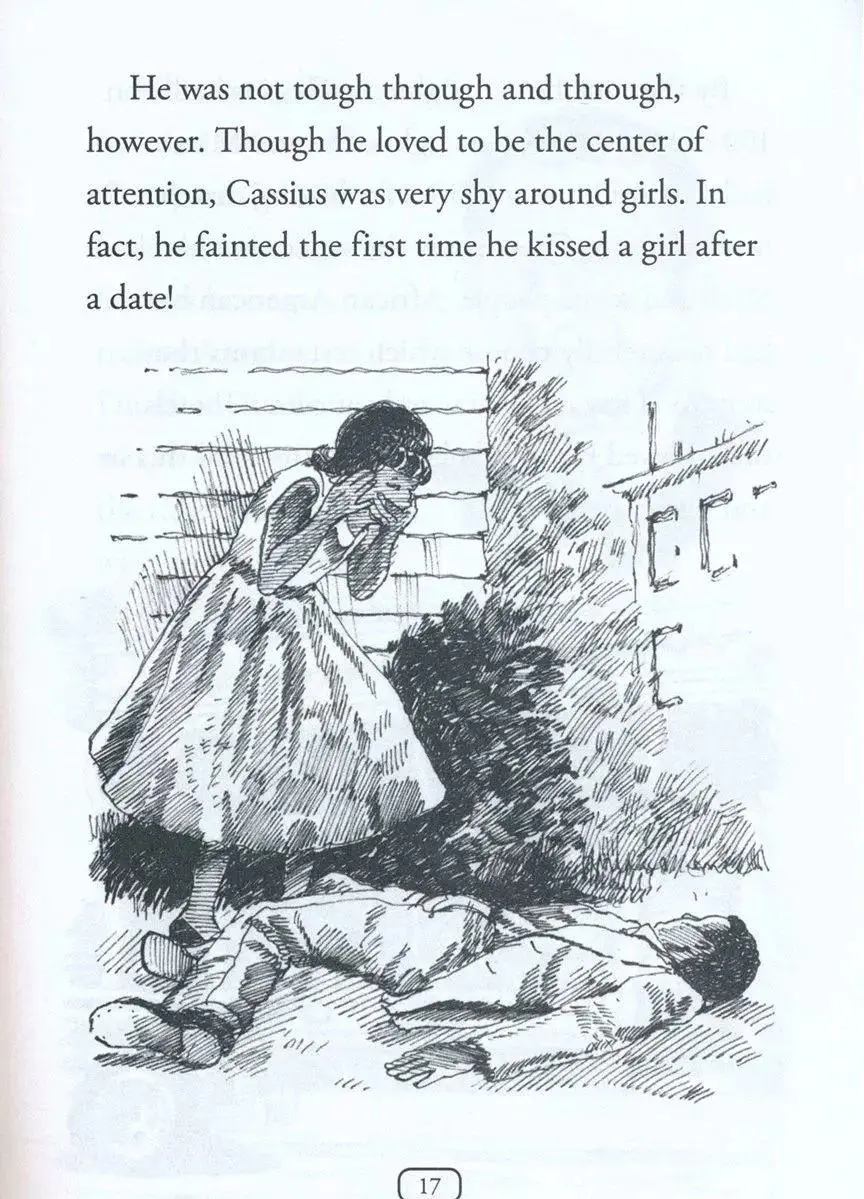 He was not tough through and through,
however. Though he loved to be the center of
attention, Cassius was very shy around girls. In
fact, he fainted the first time he kissed a girl after
a date!
17